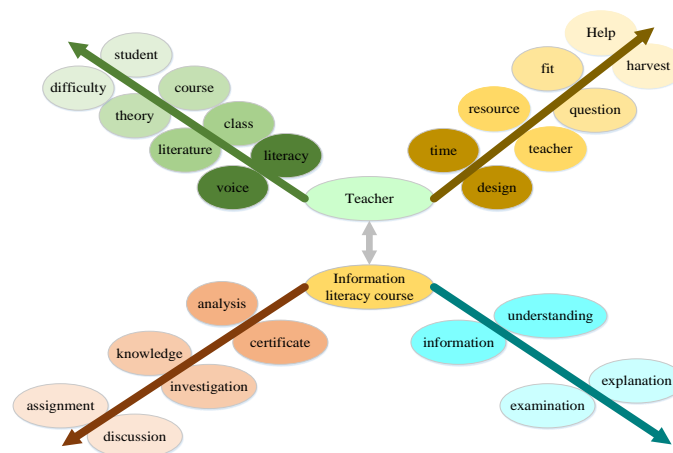 student
difficulty
course
theory
class
literature
literacy
voice
Teacher
Help
harvest
fit
question
resource
teacher
time
design
Information
literacy course
analysis
certificate
knowledge
investigation
assignment
discussion
understanding
information
explanation
examination